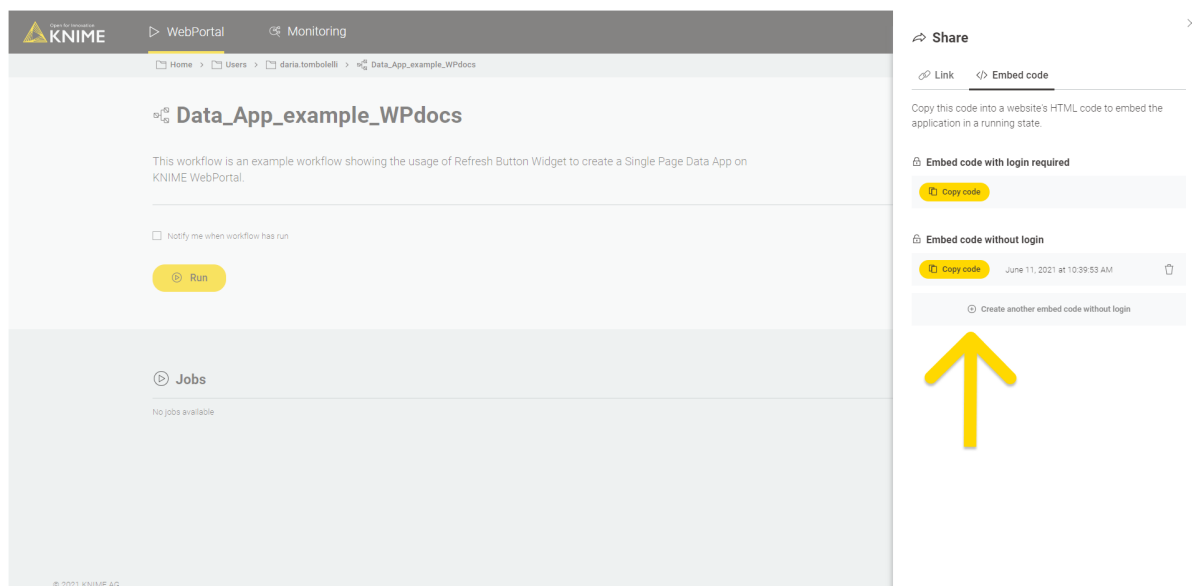 Open for Innovation
KNIME
WebPortal
Monitoring
Home > Users > daria.tombolelli > Data_App_example_WPdocs
Data_App_example_WPdocs
This workflow is an example workflow showing the usage of Refresh Button Widget to create a Single Page Data App on
KNIME WebPortal.
Notify me when workflow has run
Run
Jobs
No jobs available
© 2021 KNIME AG
Share
Link
</> Embed code
Copy this code into a website's HTML code to embed the
application in a running state.
Embed code with login required
Copy code
Embed code without login
Copy code June 11, 2021 at 10:39:53 AM
Create another embed code without login